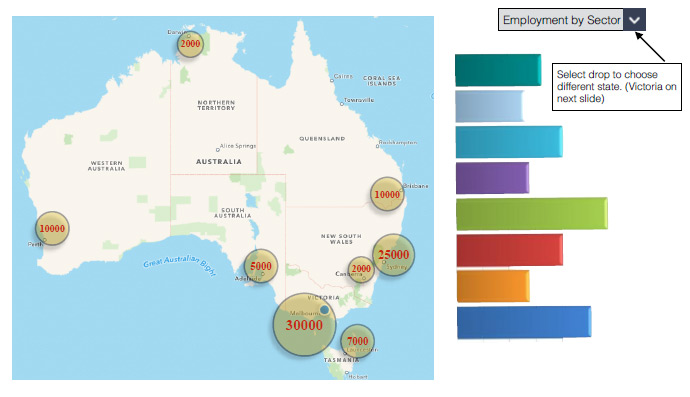 Employment by Sector
Select drop to choose
different state. (Victoria on
next slide)
Darwin
2000
Cairns
CORAL SEA
ISLANDS
Townsville
NORTHERN
TERRITORY
QUEENSLAND
Rockhampton
Alice Springs
AUSTRALIA
WESTERN
AUSTRALIA
Brisbane
10000
SOUTH
AUSTRALIA
10000
Perth
NEW SOUTH
WALES
25000
Sydney
Great Australian Bight
5000
Adelaide
2000
Canberra
VICTORIA
Melbourne
30000
7000
Launceston
TASMANIA
Hobart